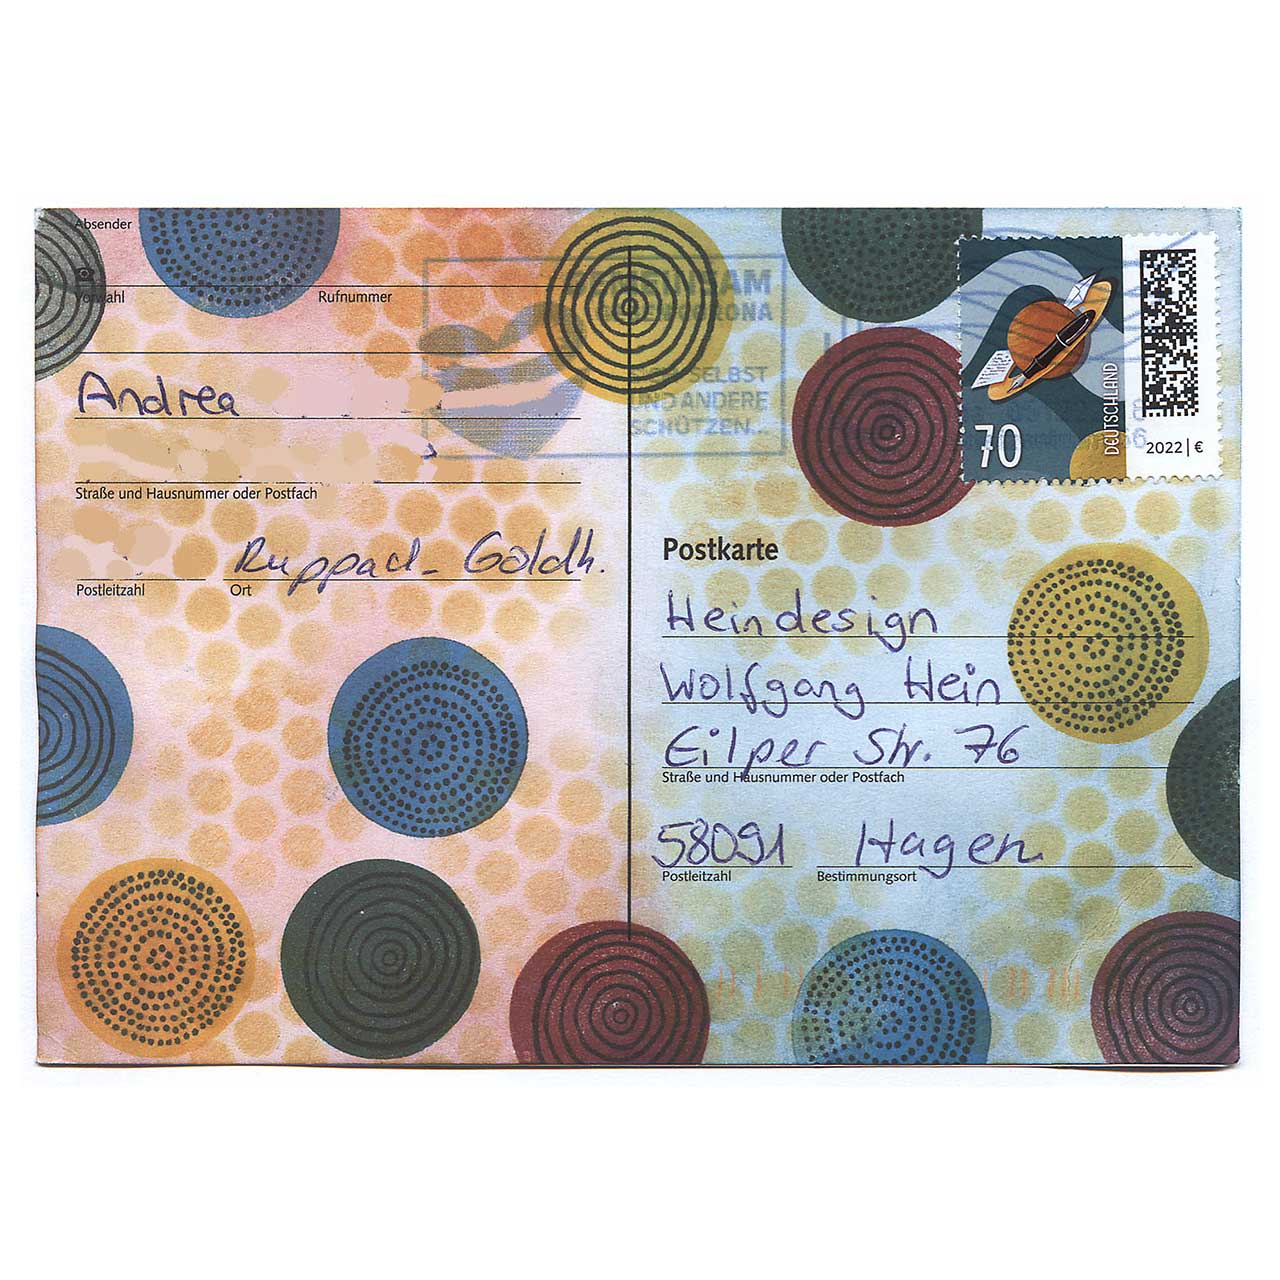 Absender
Vorwahl Rufnummer
Andrea
Straße und Hausnummer oder Postfach
Ruppach-Goldh.
Postleitzahl Ort
CORONA
SELBST
UND ANDERE
SCHÜTZEN...
DEUTSCHLAND
70
2022 | €
Postkarte
Heindesign
Wolfgang Hein
Eilper Str. 76
Straße und Hausnummer oder Postfach
58091 Hagen
Postleitzahl Bestimmungsort